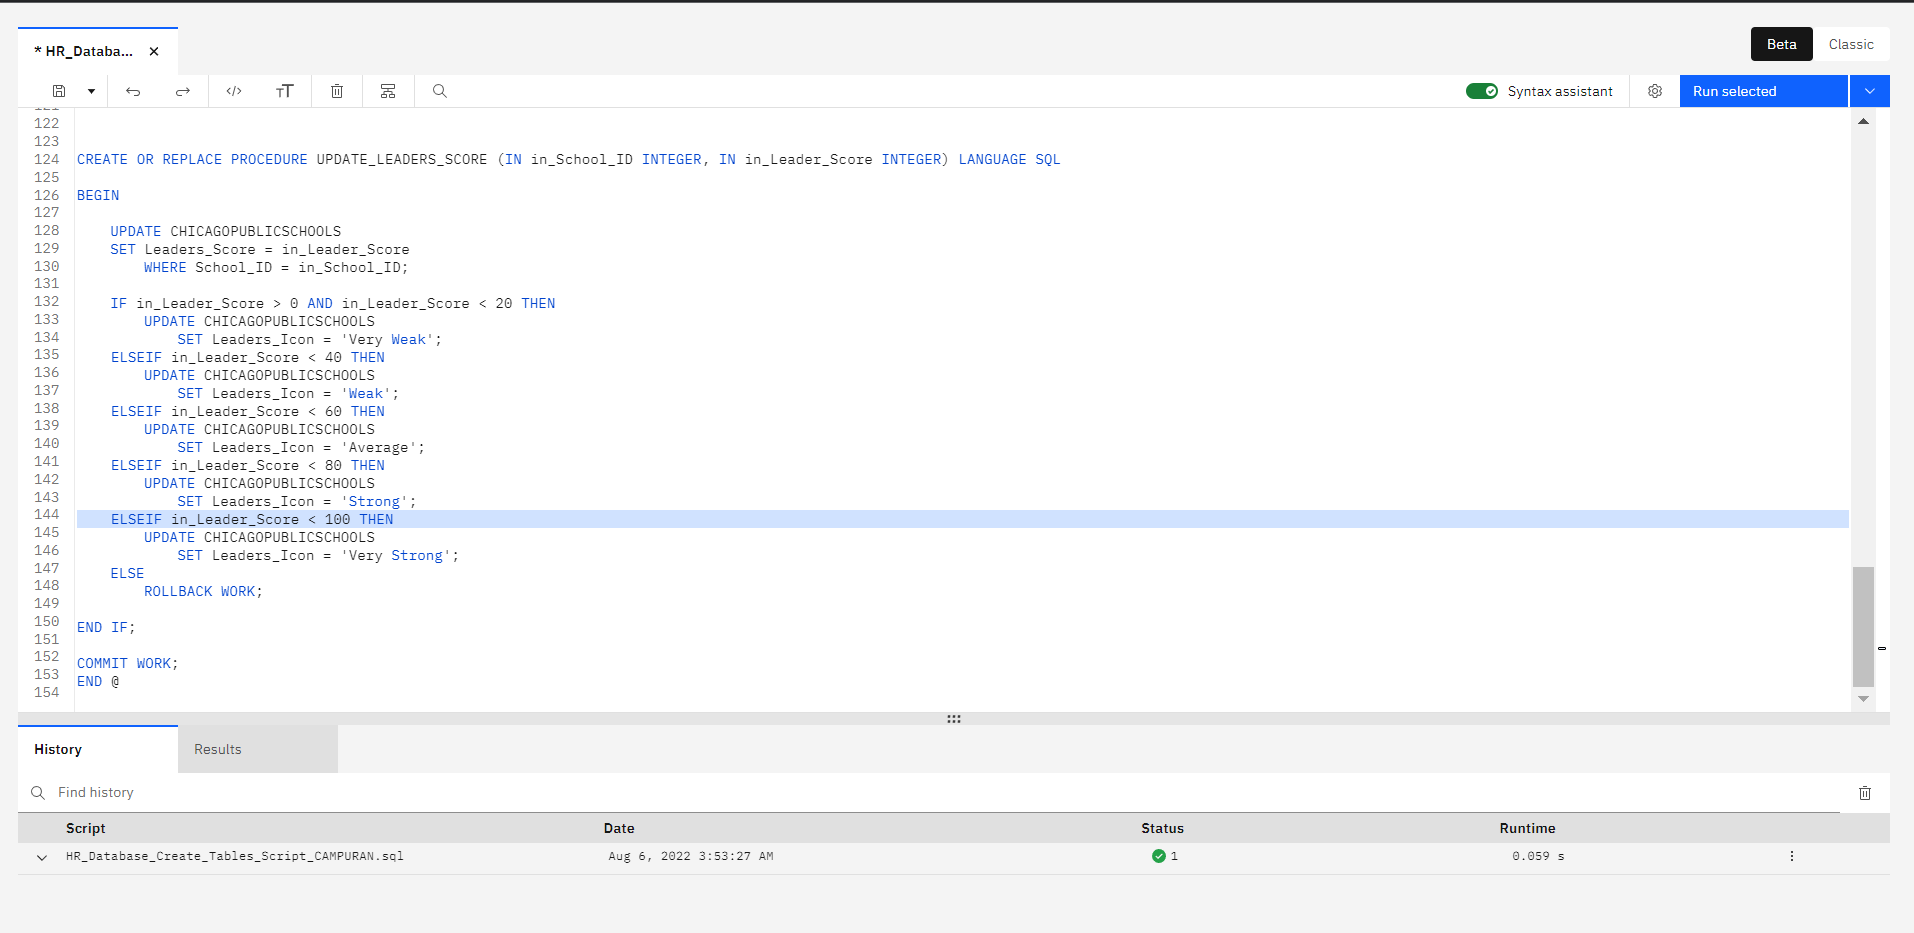 * HR_Databa... ×
Beta Classic
</> TT Syntax assistant Run selected
121
122
123
124 CREATE OR REPLACE PROCEDURE UPDATE_LEADERS_SCORE (IN in_School_ID INTEGER, IN in_Leader_Score INTEGER) LANGUAGE SQL
125
126 BEGIN
127
128 UPDATE CHICAGOPUBLICSCHOOLS
129 SET Leaders_Score = in_Leader_Score
130 WHERE School_ID = in_School_ID;
131
132 IF in_Leader_Score > 0 AND in_Leader_Score < 20 THEN
133 UPDATE CHICAGOPUBLICSCHOOLS
134 SET Leaders_Icon = 'Very Weak';
135 ELSEIF in_Leader_Score < 40 THEN
136 UPDATE CHICAGOPUBLICSCHOOLS
137 SET Leaders_Icon = 'Weak';
138 ELSEIF in_Leader_Score < 60 THEN
139 UPDATE CHICAGOPUBLICSCHOOLS
140 SET Leaders_Icon = 'Average';
141 ELSEIF in_Leader_Score < 80 THEN
142 UPDATE CHICAGOPUBLICSCHOOLS
143 SET Leaders_Icon = 'Strong';
144 ELSEIF in_Leader_Score < 100 THEN
145 UPDATE CHICAGOPUBLICSCHOOLS
146 SET Leaders_Icon = 'Very Strong';
147 ELSE
148 ROLLBACK WORK;
149
150 END IF;
151
152 COMMIT WORK;
153 END @
154
History Results
Find history
Script Date Status Runtime
HR_Database_Create_Tables_Script_CAMPURAN.sql Aug 6, 2022 3:53:27 AM 1 0.059 s